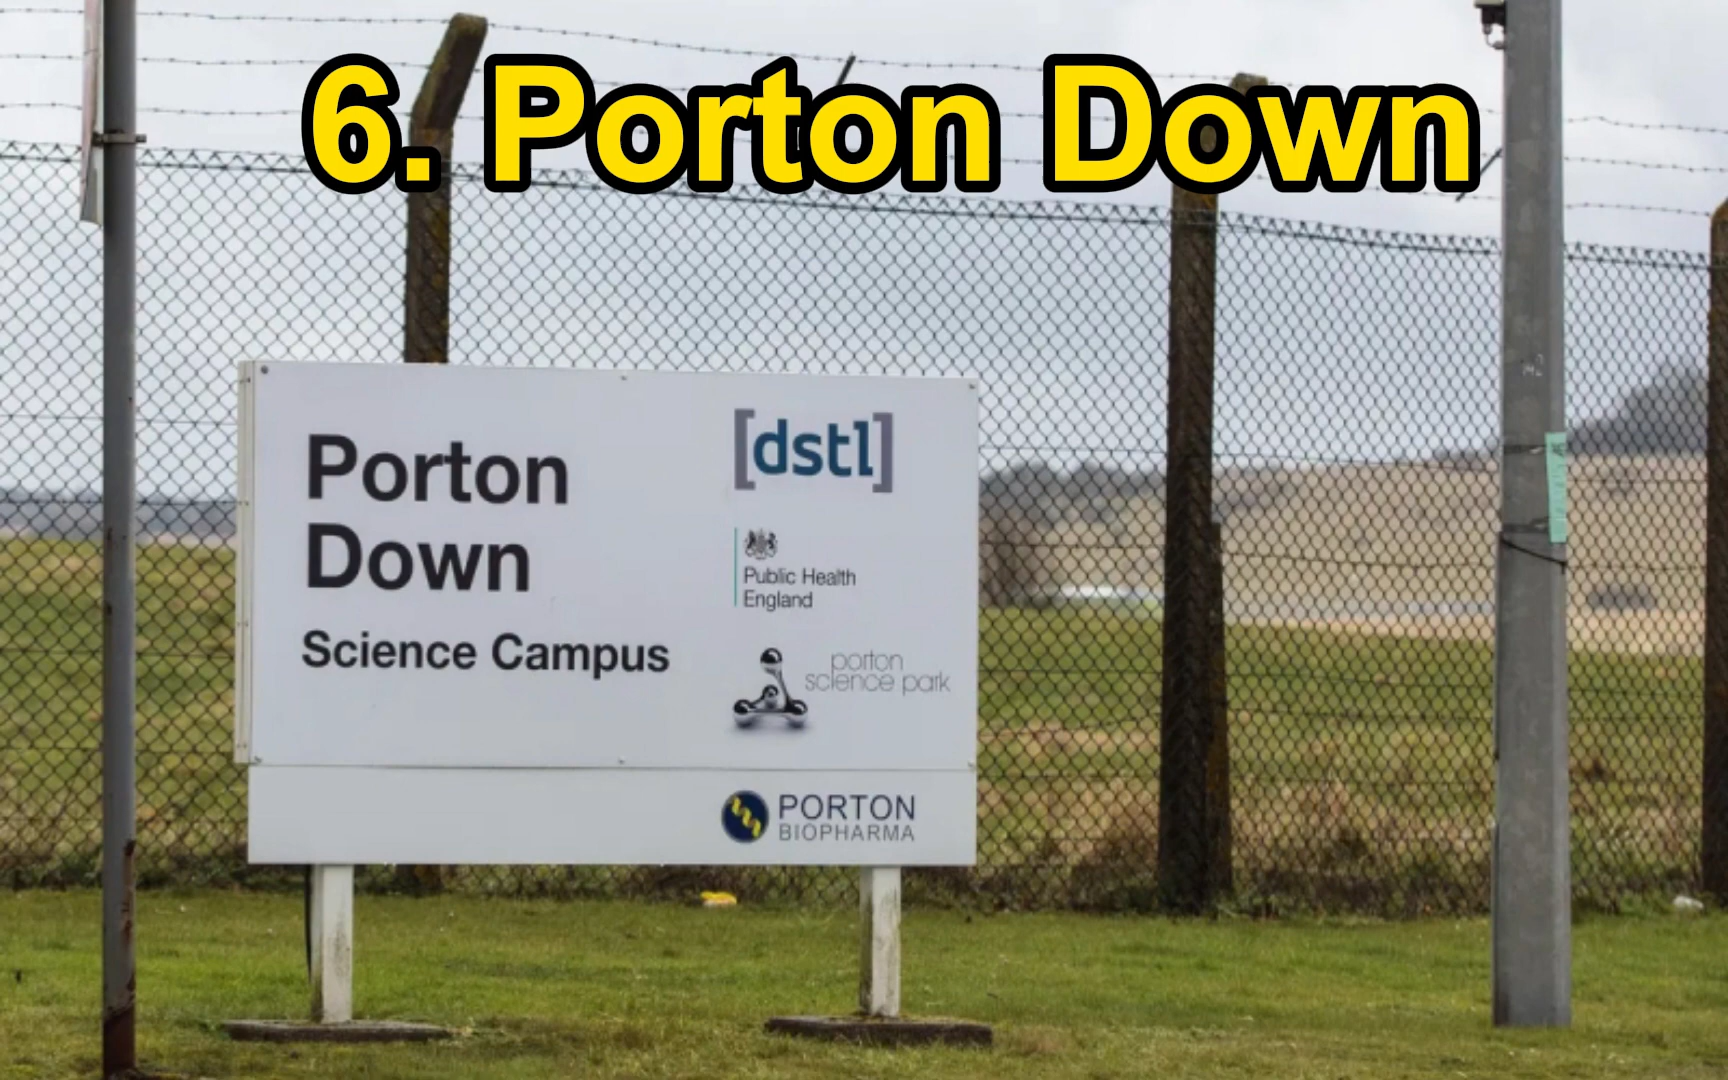 6. Porton Down
Porton
Down
Science Campus
[dstl]
Public Health
England
porton
science park
PORTON
BIOPHARMA